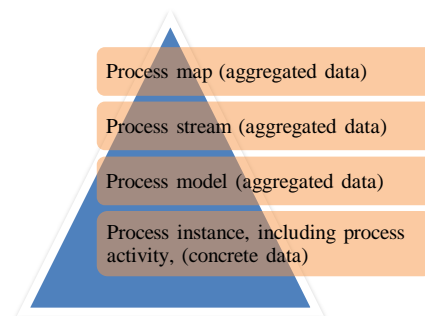 Process map (aggregated data)
Process stream (aggregated data)
Process model (aggregated data)
Process instance, including process
activity, (concrete data)